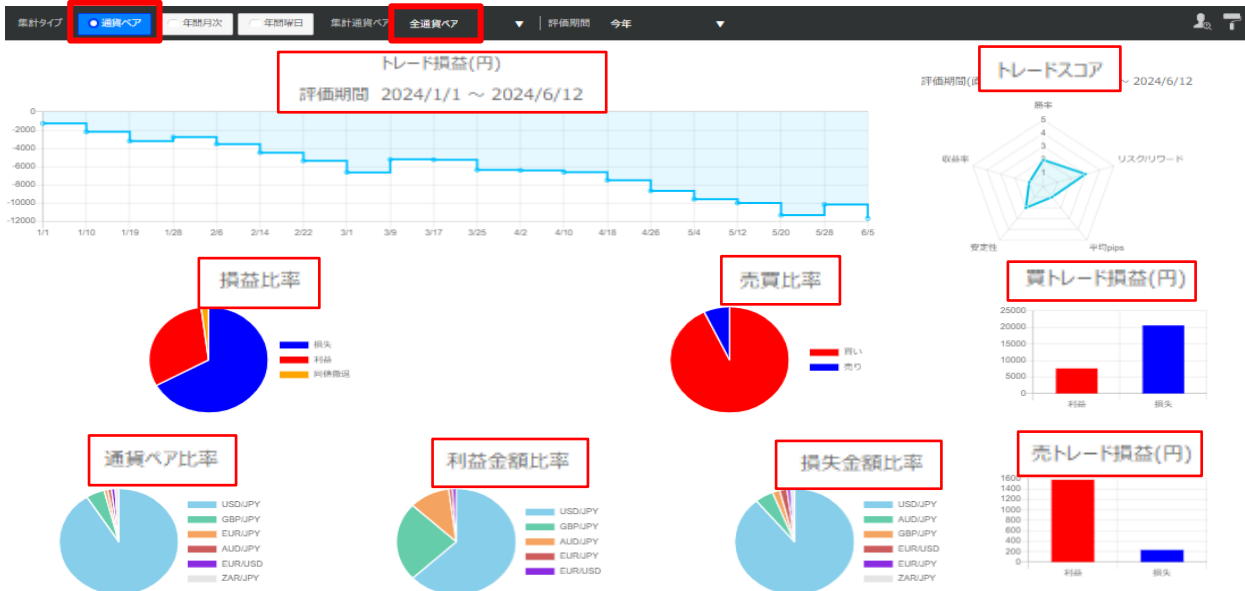 集計タイプ 通貨ペア 年間月次 年間曜日 集計通貨ペア 全通貨ペア ▼ 評価期間 今年 ▼
トレード損益(円)
評価期間 2024/1/1 ～ 2024/6/12
0
-2000
-4000
-6000
-8000
-10000
-12000
1/1 1/10 1/19 1/28 2/6 2/14 2/22 3/1 3/9 3/17 3/25 4/2 4/10 4/18 4/26 5/4 5/12 5/20 5/28 6/5
トレードスコア
評価期間(直 ～ 2024/6/12
勝率
5
4
3
2
1
収益率 リスク/リワード
安定性 平均pips
損益比率
損失
利益
同値撤退
売買比率
買い
売り
買トレード損益(円)
25000
20000
15000
10000
5000
0
利益 損失
通貨ペア比率
USD/JPY
GBP/JPY
EUR/JPY
AUD/JPY
EUR/USD
ZAR/JPY
利益金額比率
USD/JPY
GBP/JPY
AUD/JPY
EUR/JPY
EUR/USD
損失金額比率
USD/JPY
AUD/JPY
GBP/JPY
EUR/USD
EUR/JPY
ZAR/JPY
売トレード損益(円)
1600
1400
1200
1000
800
600
400
200
0
利益 損失